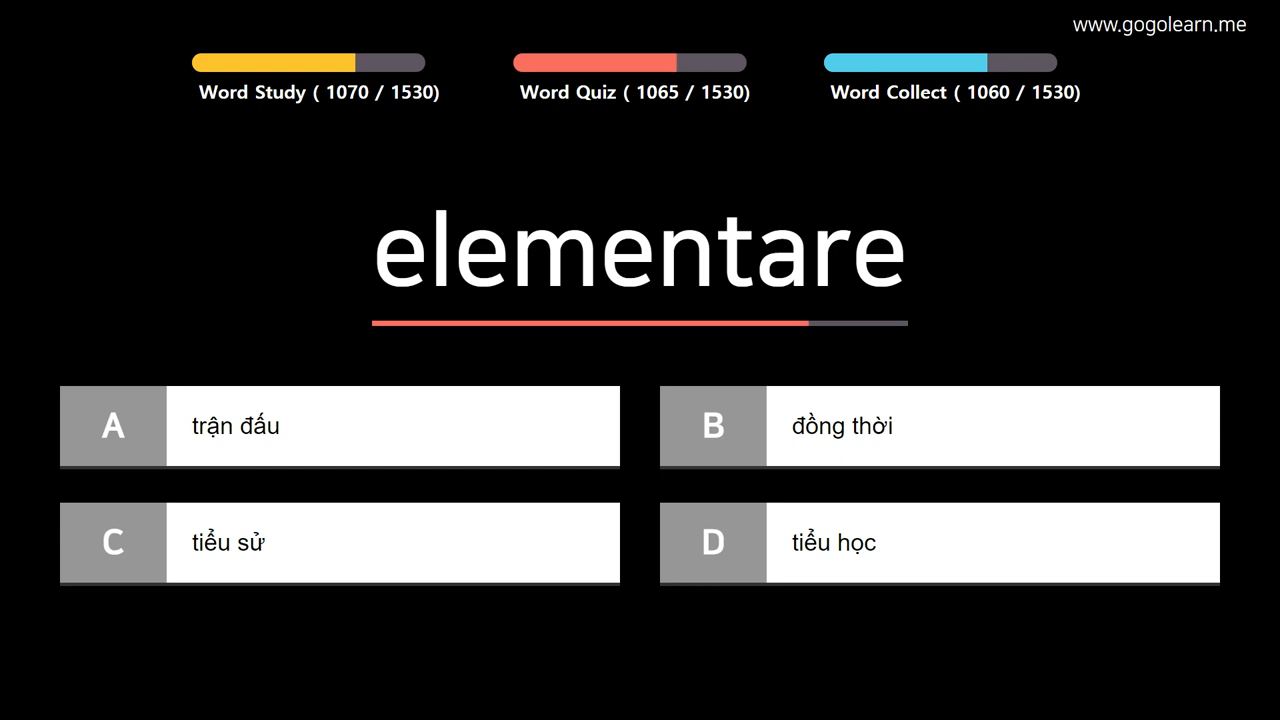 www.gogolearn.me
Word Study ( 1070 / 1530)
Word Quiz ( 1065 / 1530)
Word Collect ( 1060 / 1530)
elementare
A trận đấu
B đồng thời
C tiểu sử
D tiểu học